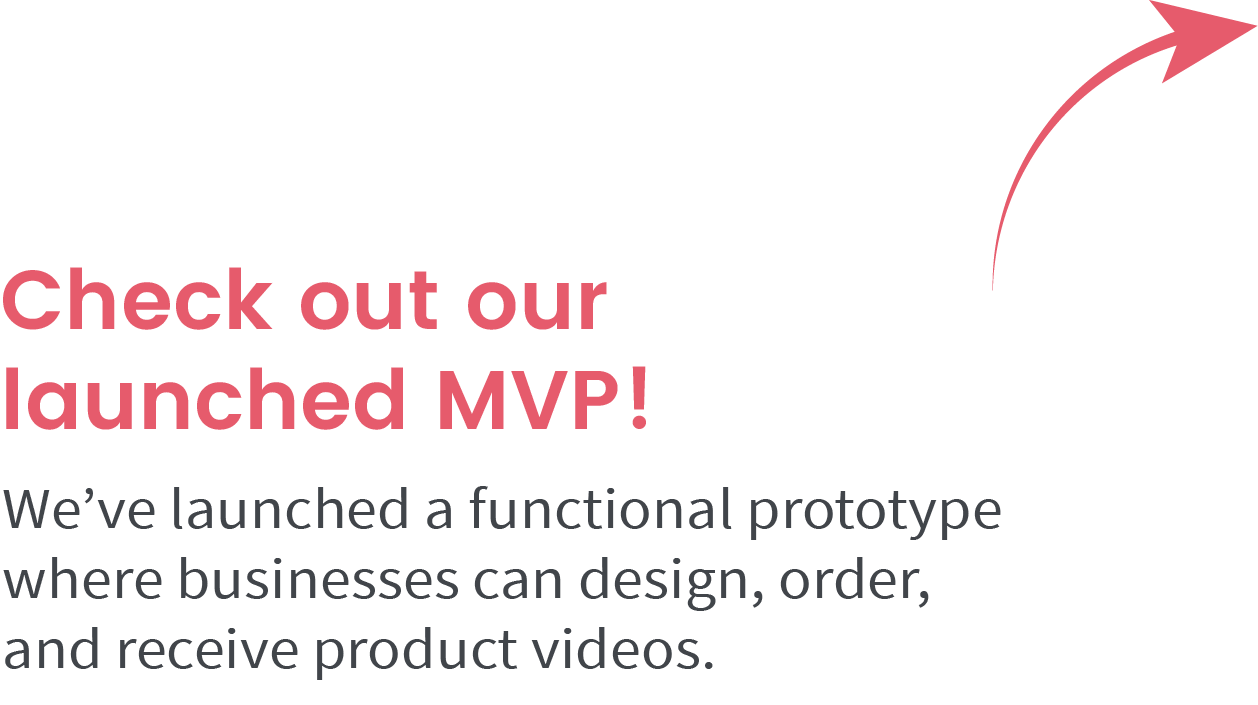 Check out our
launched MVP!
We’ve launched a functional prototype
where businesses can design, order,
and receive product videos.